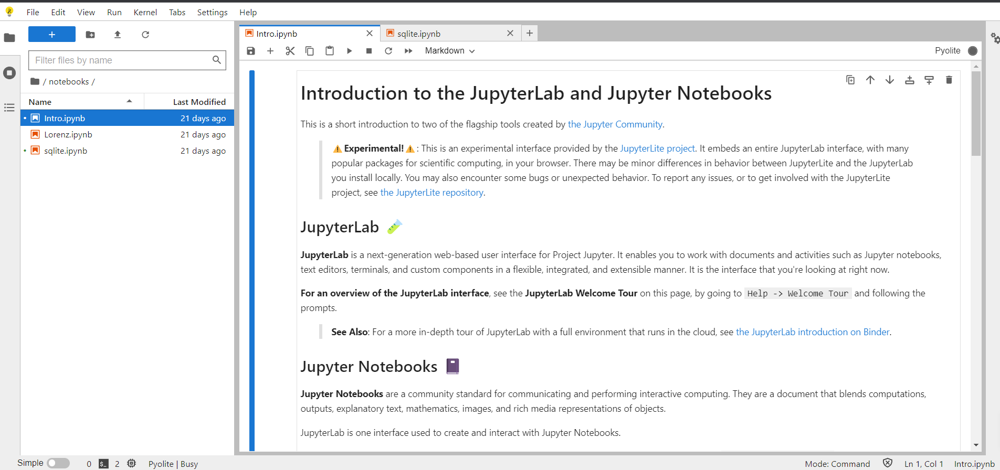 File Edit View Run Kernel Tabs Settings Help
+
Filter files by name
/ notebooks /
Name Last Modified
Intro.ipynb 21 days ago
Lorenz.ipynb 21 days ago
sqlite.ipynb 21 days ago
Intro.ipynb sqlite.ipynb
Markdown Pyolite
Introduction to the JupyterLab and Jupyter Notebooks
This is a short introduction to two of the flagship tools created by the Jupyter Community.
⚠️Experimental!⚠️: This is an experimental interface provided by the JupyterLite project. It embeds an entire JupyterLab interface, with many
popular packages for scientific computing, in your browser. There may be minor differences in behavior between JupyterLite and the JupyterLab
you install locally. You may also encounter some bugs or unexpected behavior. To report any issues, or to get involved with the JupyterLite
project, see the JupyterLite repository.
JupyterLab 🧪
JupyterLab is a next-generation web-based user interface for Project Jupyter. It enables you to work with documents and activities such as Jupyter notebooks,
text editors, terminals, and custom components in a flexible, integrated, and extensible manner. It is the interface that you're looking at right now.
For an overview of the JupyterLab interface, see the JupyterLab Welcome Tour on this page, by going to Help -> Welcome Tour and following the
prompts.
See Also: For a more in-depth tour of JupyterLab with a full environment that runs in the cloud, see the JupyterLab introduction on Binder.
Jupyter Notebooks 📓
Jupyter Notebooks are a community standard for communicating and performing interactive computing. They are a document that blends computations,
outputs, explanatory text, mathematics, images, and rich media representations of objects.
JupyterLab is one interface used to create and interact with Jupyter Notebooks.
Simple 0 $_ 2 Pyolite | Busy Mode: Command Ln 1, Col 1 Intro.ipynb